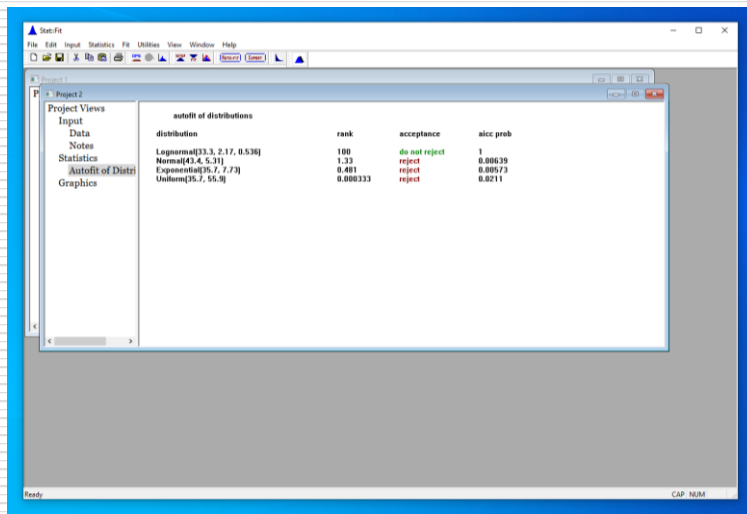 Stat::Fit
File Edit Input Statistics Fit Utilities View Window Help
Project 1
Project 2
Project Views
Input
Data
Notes
Statistics
Autofit of Distri
Graphics
autofit of distributions
distribution rank acceptance aicc prob
Lognormal(33.3, 2.17, 0.536) 100 do not reject 1
Normal(43.4, 5.31) 1.33 reject 0.00639
Exponential(35.7, 7.73) 0.481 reject 0.00573
Uniform(35.7, 55.9) 0.000333 reject 0.0211
Ready
CAP NUM